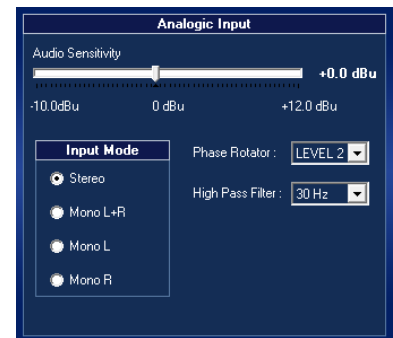 Analogic Input
Audio Sensitivity
+0.0 dBu
-10.0dBu 0 dBu +12.0 dBu
Input Mode
Phase Rotator : LEVEL 2
Stereo
High Pass Filter : 30 Hz
Mono L+R
Mono L
Mono R